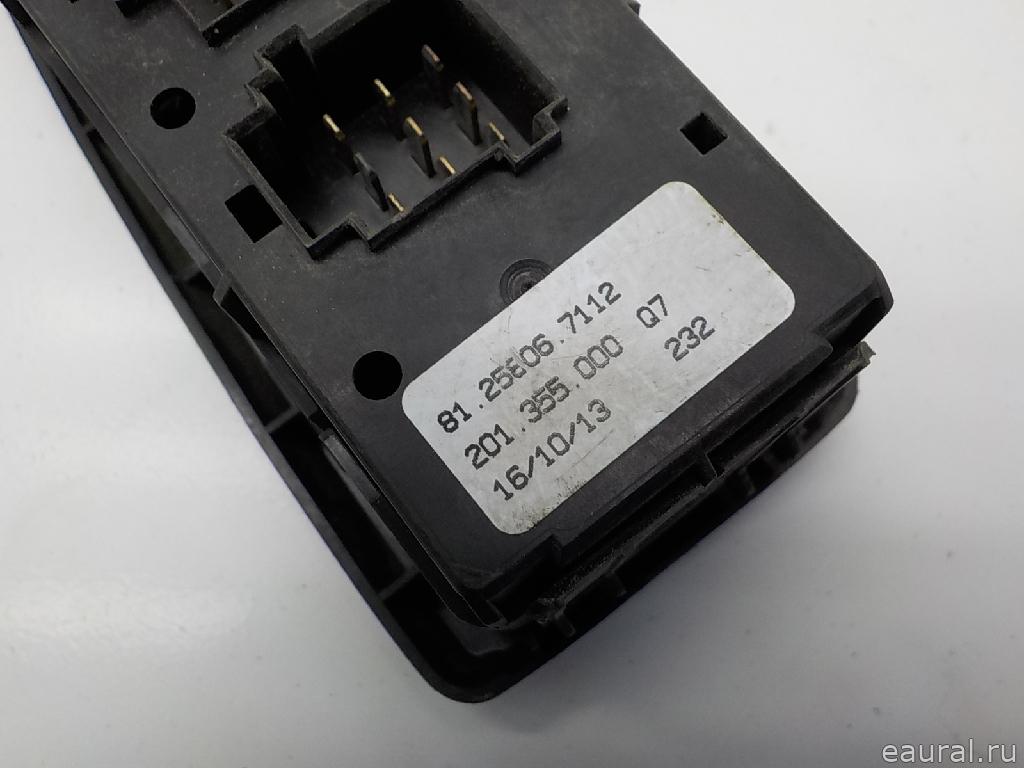 81.25806.7112
201.355.000 Q7
16/10/13 232
eaural.ru